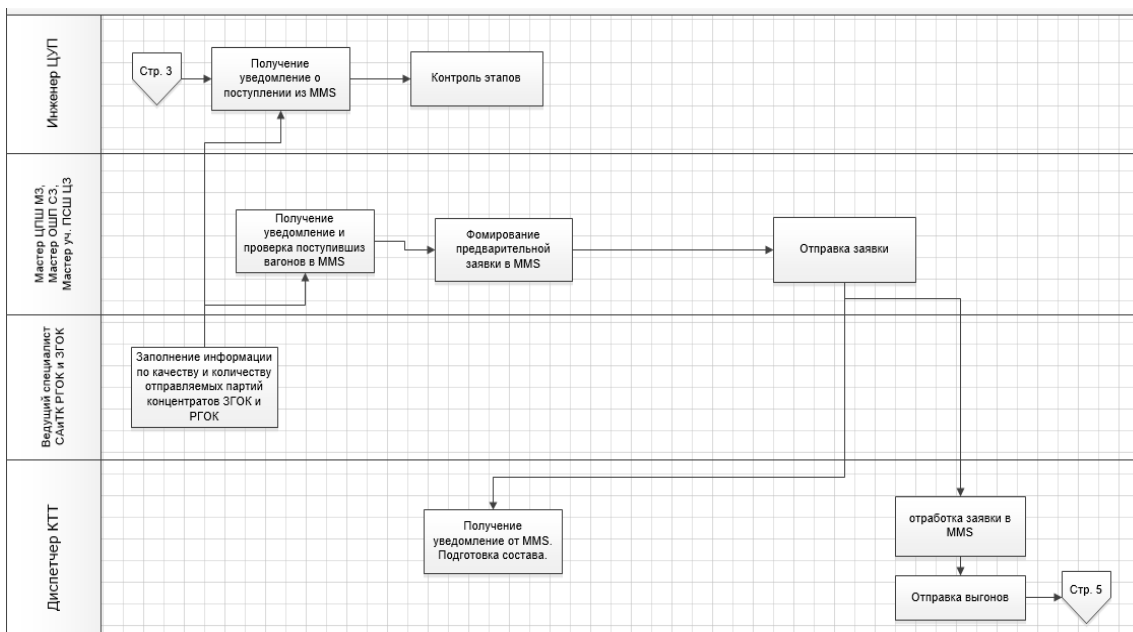 Инженер ЦУП
Стр. 3
Получение
уведомление о
поступлении из MMS
Контроль этапов
Мастер ЦПШ МЗ,
Мастер ОШП СЗ,
Мастер уч. ПСШ ЦЗ
Получение
уведомление и
проверка поступившиз
вагонов в MMS
Фомирование
предварительной
заявки в MMS
Отправка заявки
Ведущий специалист
САиТК РГОК и ЗГОК
Заполнение информации
по качеству и количеству
отправляемых партий
концентратов ЗГОК и
РГОК
Диспетчер КТТ
Получение
уведомление от MMS.
Подготовка состава.
отработка заявки в
MMS
Отправка выгонов
Стр. 5